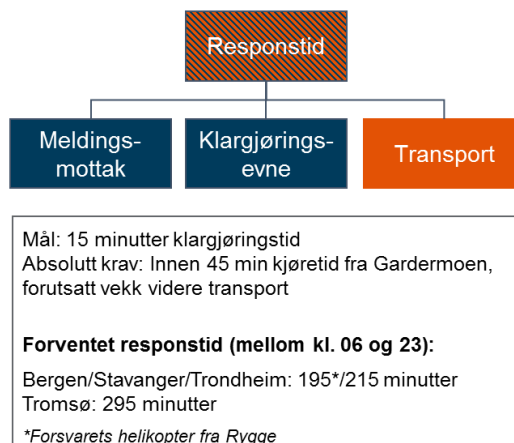 Responstid
Meldings-
mottak
Klargjørings-
evne
Transport
Mål: 15 minutter klargjøringstid
Absolutt krav: Innen 45 min kjøretid fra Gardermoen,
forutsatt vekk videre transport
Forventet responstid (mellom kl. 06 og 23):
Bergen/Stavanger/Trondheim: 195*/215 minutter
Tromsø: 295 minutter
*Forsvarets helikopter fra Rygge